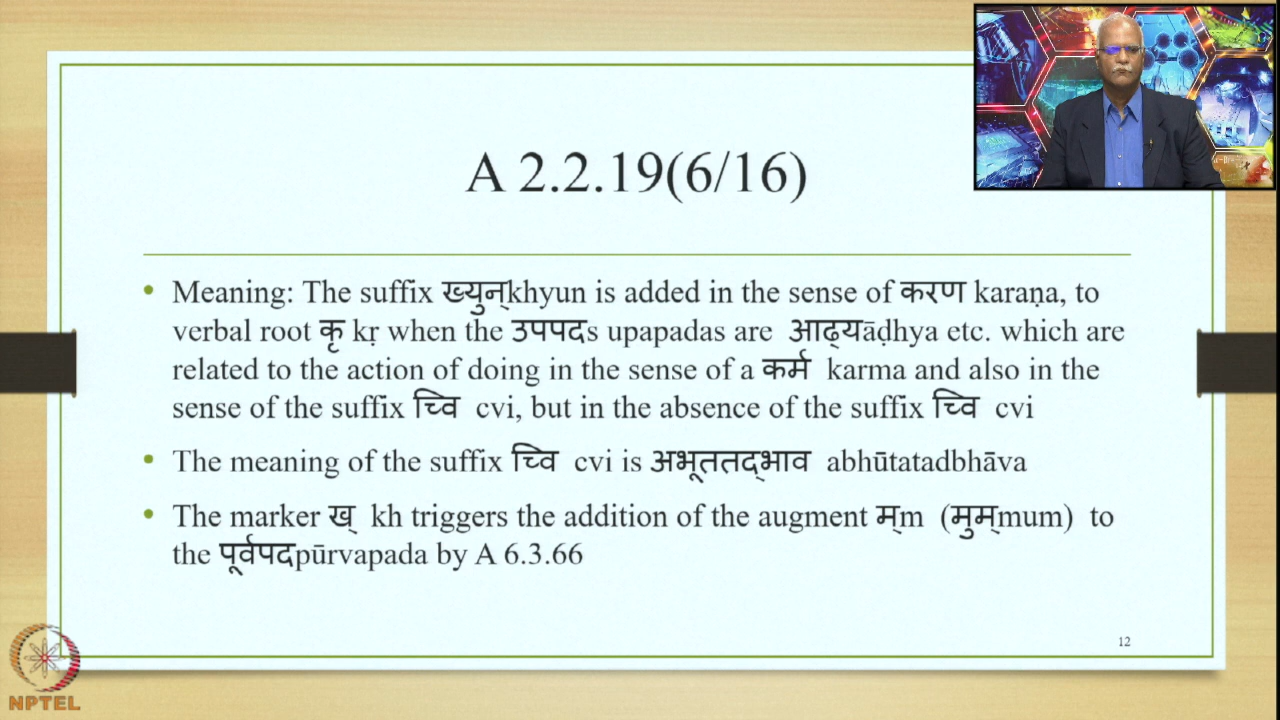 A 2.2.19(6/16)
• Meaning: The suffix ख्युन्khyun is added in the sense of करण karaṇa, to
verbal root कृ kṛ when the उपपदs upapadas are आढ्यāḍhya etc. which are
related to the action of doing in the sense of a कर्म karma and also in the
sense of the suffix च्वि cvi, but in the absence of the suffix च्वि cvi
• The meaning of the suffix च्वि cvi is अभूततद्भाव abhūtatadbhāva
• The marker ख् kh triggers the addition of the augment म्m (मुम्mum) to
the पूर्वपदpūrvapada by A 6.3.66
12
NPTEL